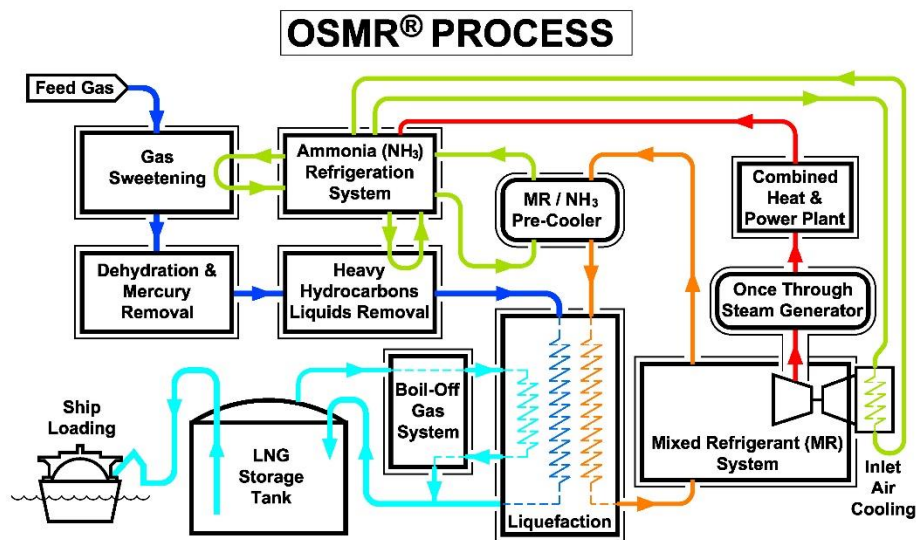 OSMR® PROCESS
Feed Gas
Gas
Sweetening
Ammonia (NH₃)
Refrigeration
System
MR / NH₃
Pre-Cooler
Combined
Heat &
Power Plant
Dehydration &
Mercury
Removal
Heavy
Hydrocarbons
Liquids Removal
Once Through
Steam Generator
Boil-Off
Gas
System
Ship
Loading
LNG
Storage
Tank
Liquefaction
Mixed Refrigerant (MR)
System
Inlet
Air
Cooling